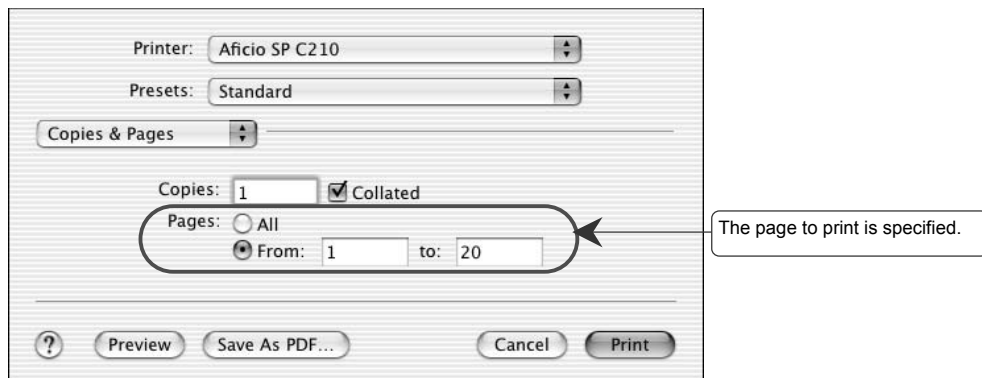 Printer: Aficio SP C210
Presets: Standard
Copies & Pages
Copies: 1 Collated
Pages: All
From: 1 to: 20
The page to print is specified.
? Preview Save As PDF... Cancel Print